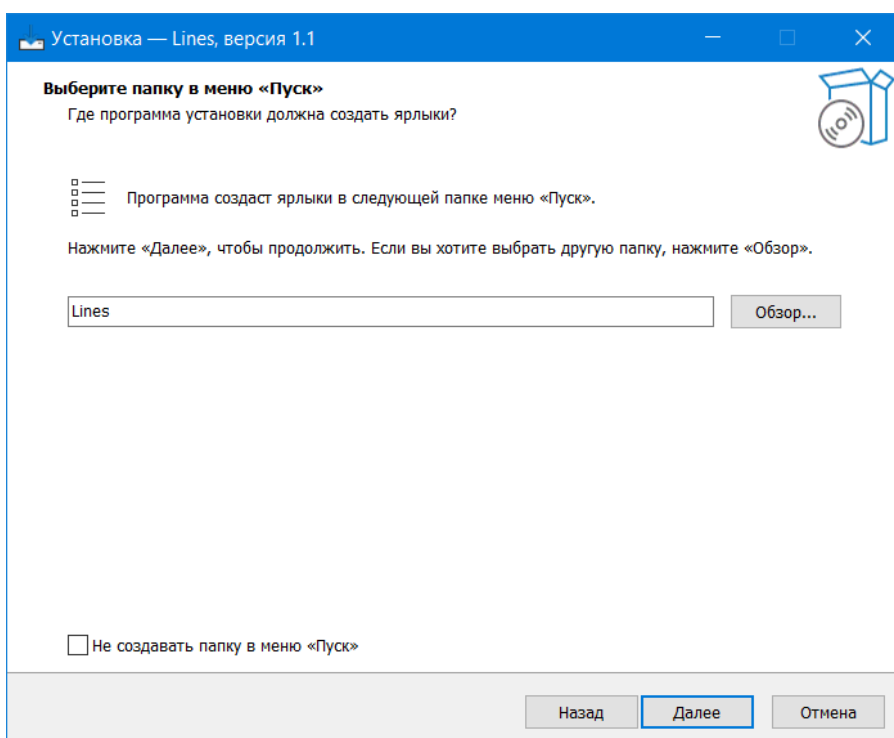 Установка — Lines, версия 1.1
Выберите папку в меню «Пуск»
Где программа установки должна создать ярлыки?
Программа создаст ярлыки в следующей папке меню «Пуск».
Нажмите «Далее», чтобы продолжить. Если вы хотите выбрать другую папку, нажмите «Обзор».
Lines
Обзор...
Не создавать папку в меню «Пуск»
Назад
Далее
Отмена